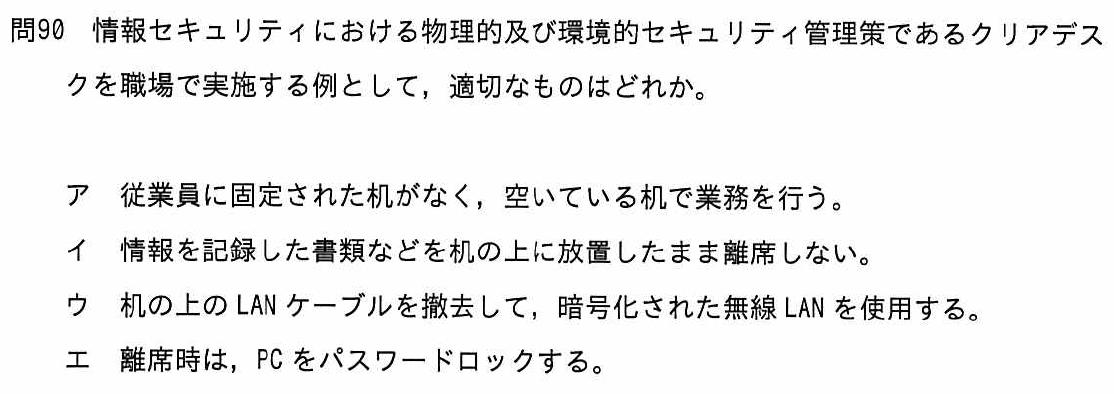 問90 情報セキュリティにおける物理的及び環境的セキュリティ管理策であるクリアデス
クを職場で実施する例として，適切なものはどれか。
ア 従業員に固定された机がなく，空いている机で業務を行う。
イ 情報を記録した書類などを机の上に放置したまま離席しない。
ウ 机の上の LAN ケーブルを撤去して，暗号化された無線 LAN を使用する。
エ 離席時は，PC をパスワードロックする。